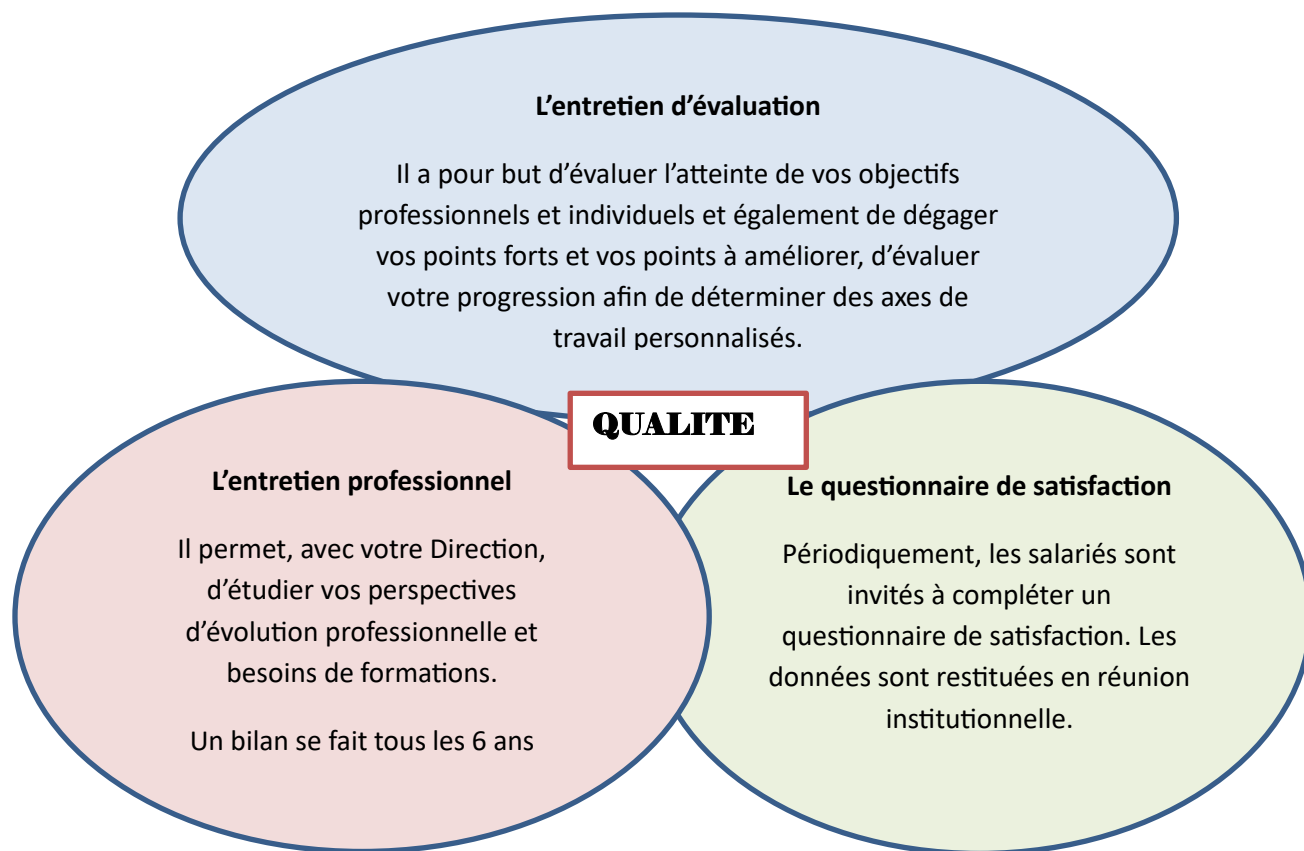 L’entretien d’évaluation
Il a pour but d’évaluer l’atteinte de vos objectifs
professionnels et individuels et également de dégager
vos points forts et vos points à améliorer, d’évaluer
votre progression afin de déterminer des axes de
travail personnalisés.
QUALITE
L’entretien professionnel
Il permet, avec votre Direction,
d’étudier vos perspectives
d’évolution professionnelle et
besoins de formations.
Un bilan se fait tous les 6 ans
Le questionnaire de satisfaction
Périodiquement, les salariés sont
invités à compléter un
questionnaire de satisfaction. Les
données sont restituées en réunion
institutionnelle.